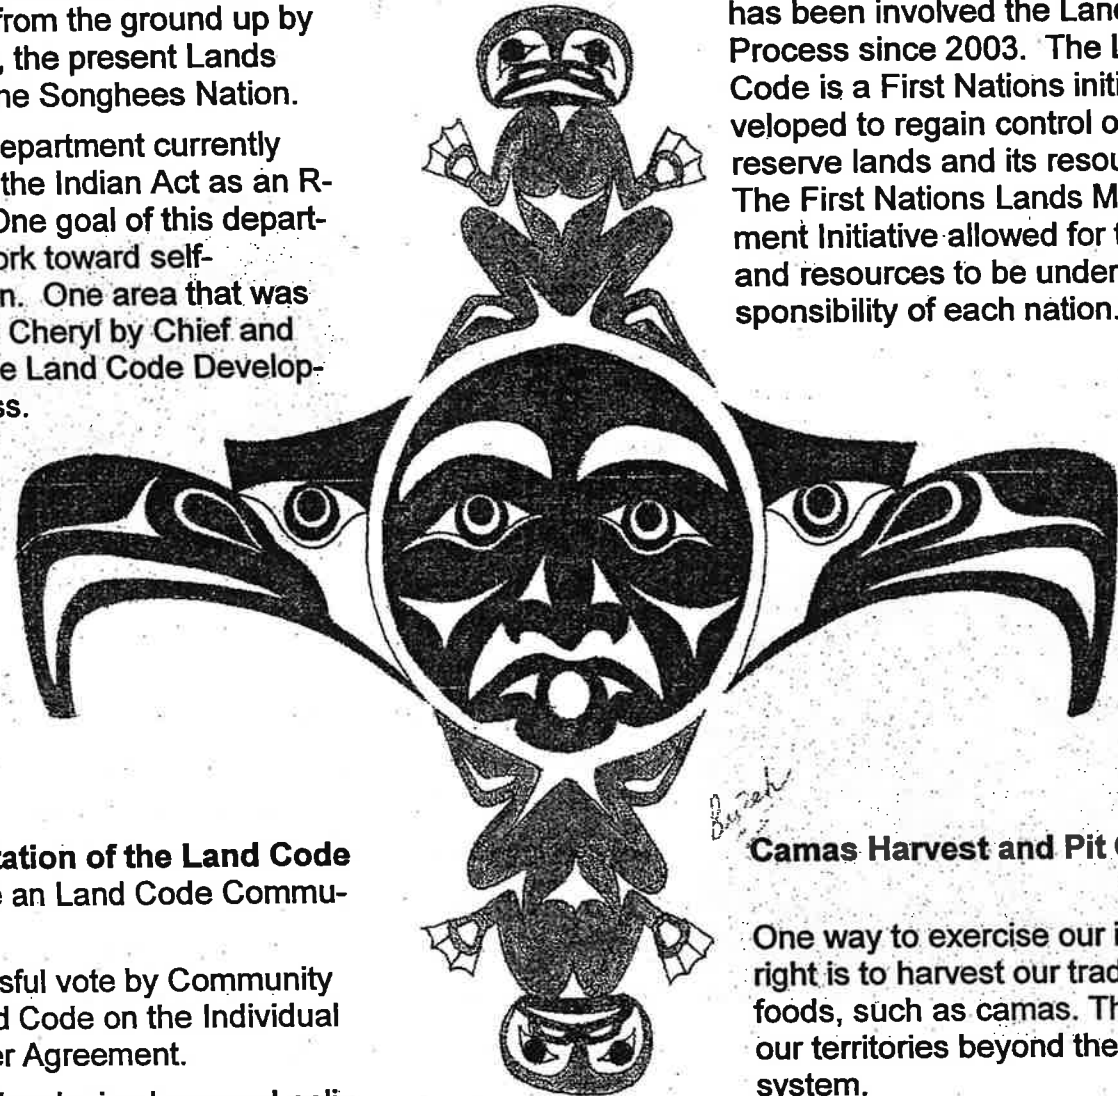 from the ground up by
, the present Lands
he Songhees Nation.
epartment currently
the Indian Act as an R-
One goal of this depart-
ork toward self-
n. One area that was
Cheryl by Chief and
e Land Code Develop-
ss.
zation of the Land Code
e an Land Code Commu-
sful vote by Community
d Code on the Individual
er Agreement.
has been involved the Land
Process since 2003. The L
Code is a First Nations initi
veloped to regain control o
reserve lands and its resou
The First Nations Lands M
ment Initiative allowed for t
and resources to be under
sponsibility of each nation.
Camas Harvest and Pit
One way to exercise our i
right is to harvest our trad
foods, such as camas. Th
our territories beyond the
system.